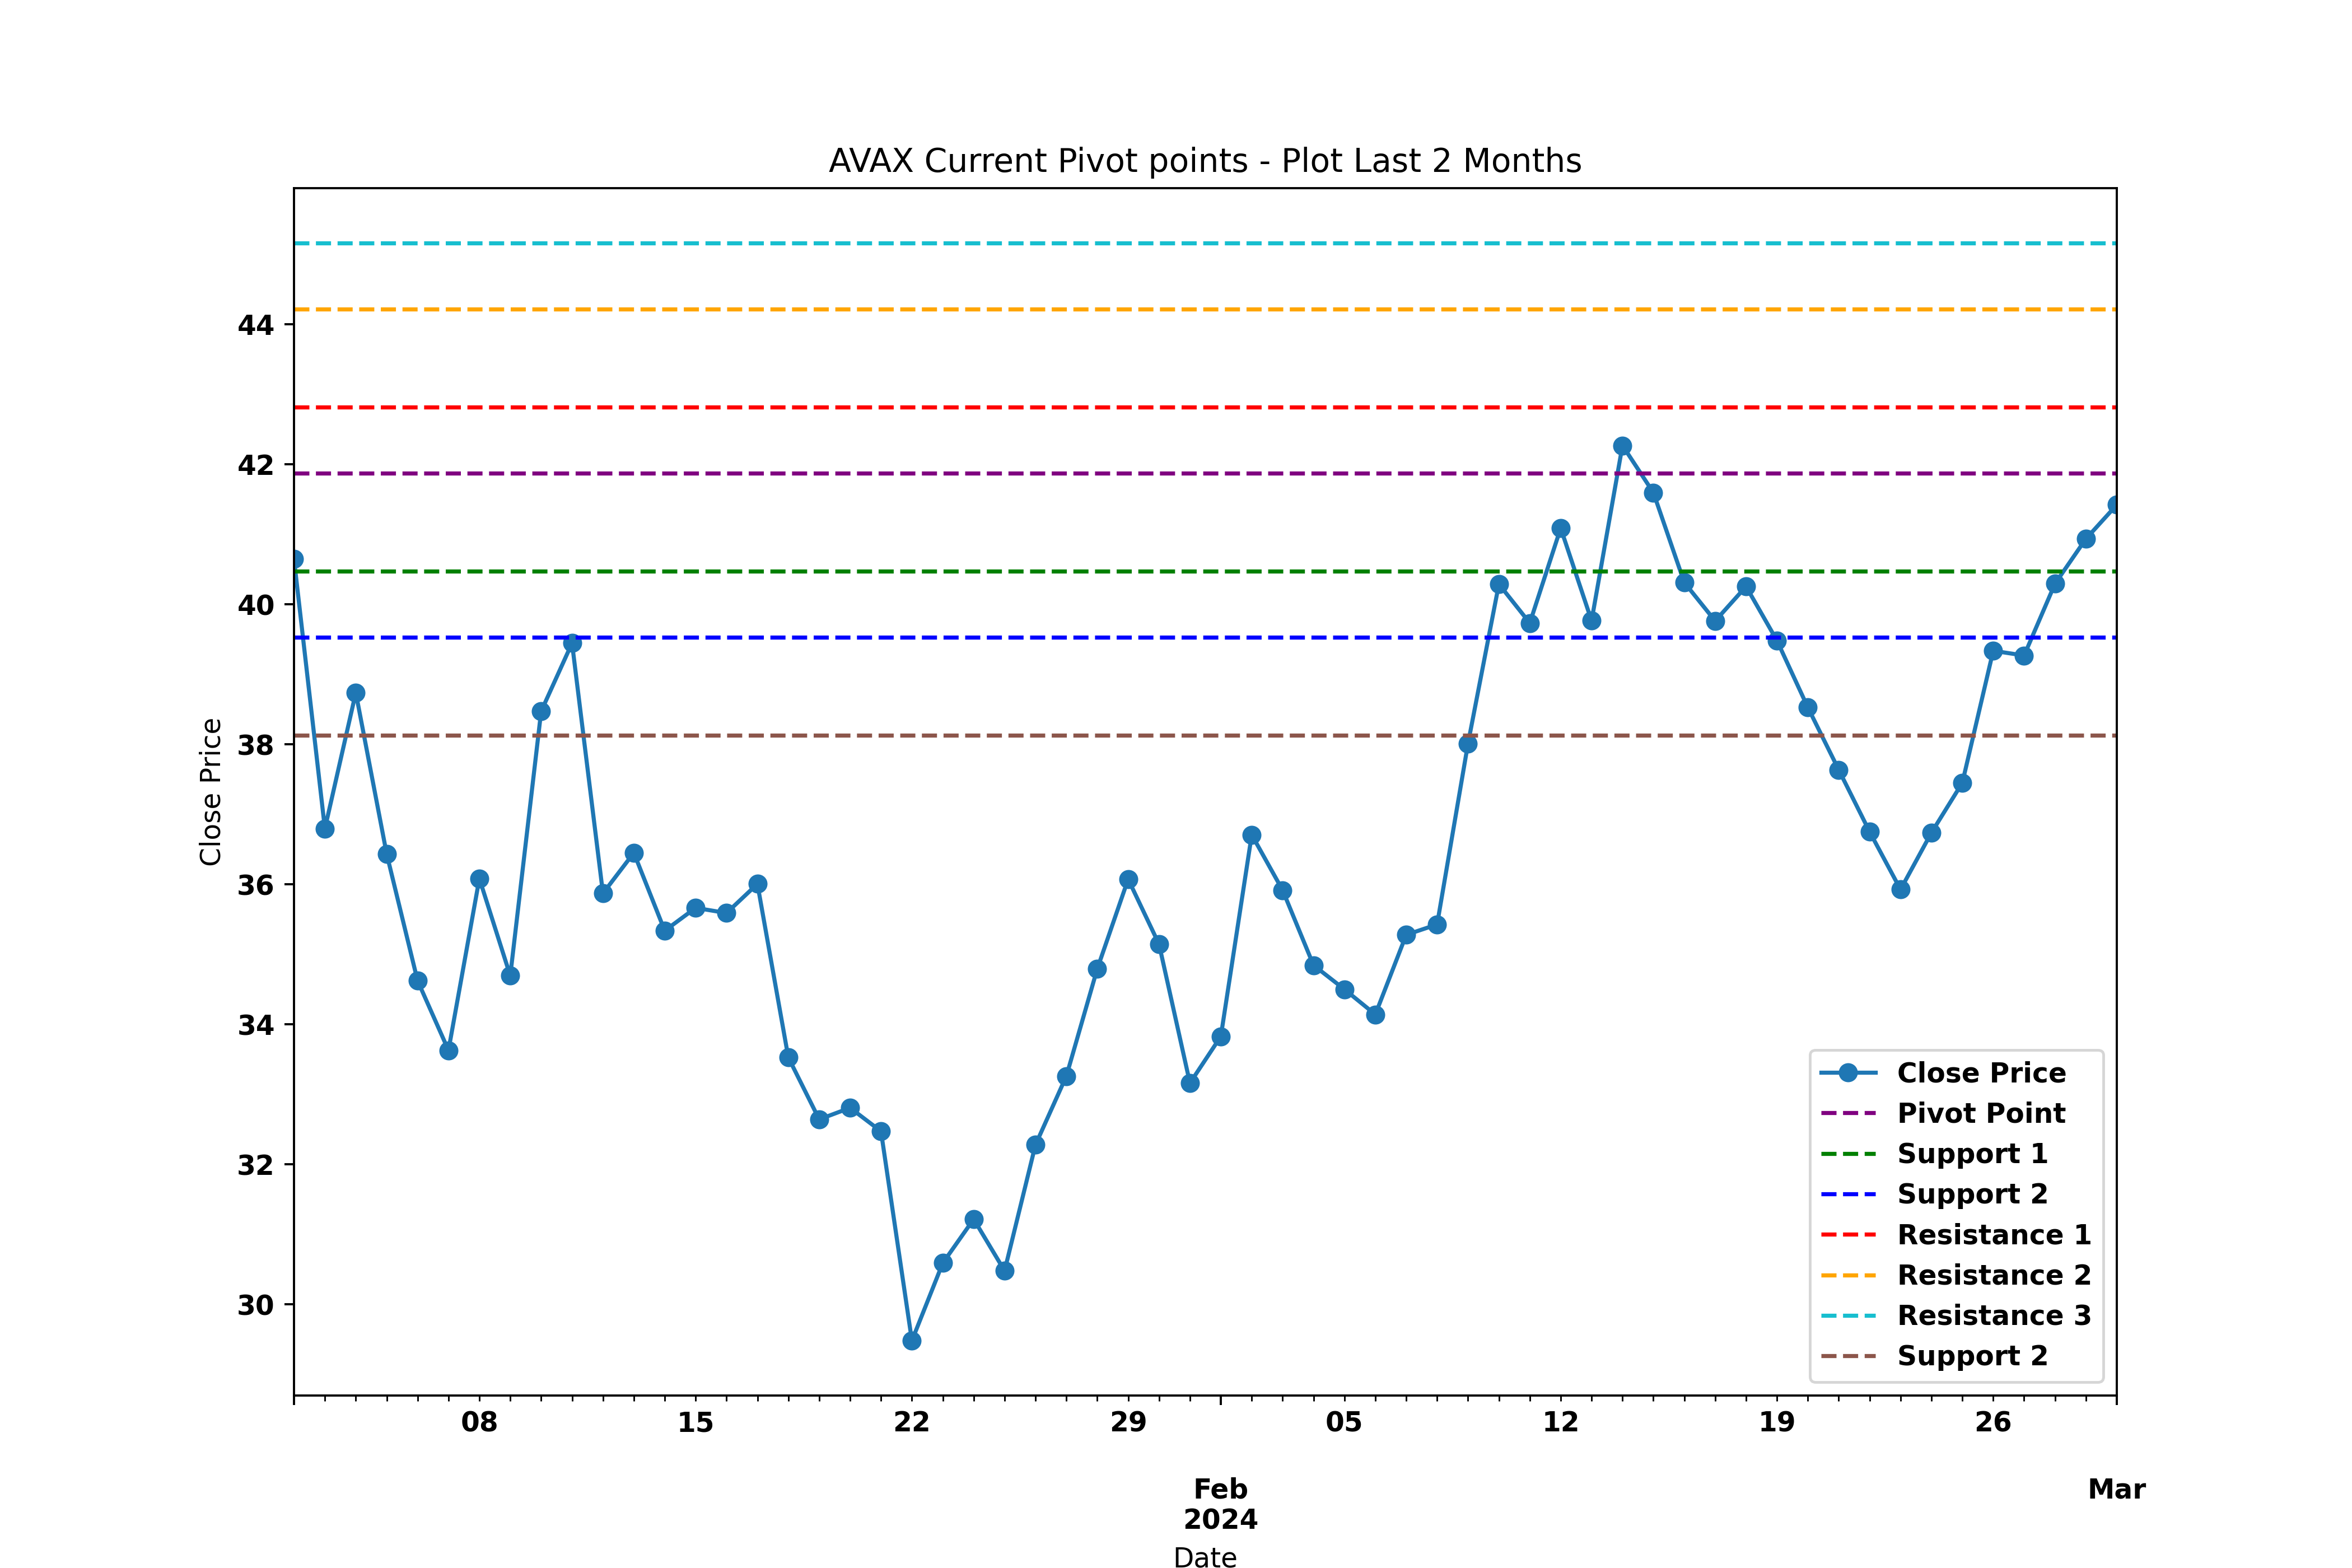 AVAX Current Pivot points - Plot Last 2 Months
Close Price
44
42
40
38
36
34
32
30
Close Price
Pivot Point
Support 1
Support 2
Resistance 1
Resistance 2
Resistance 3
Support 2
08 15 22 29 05 12 19 26
Feb Mar
2024
Date